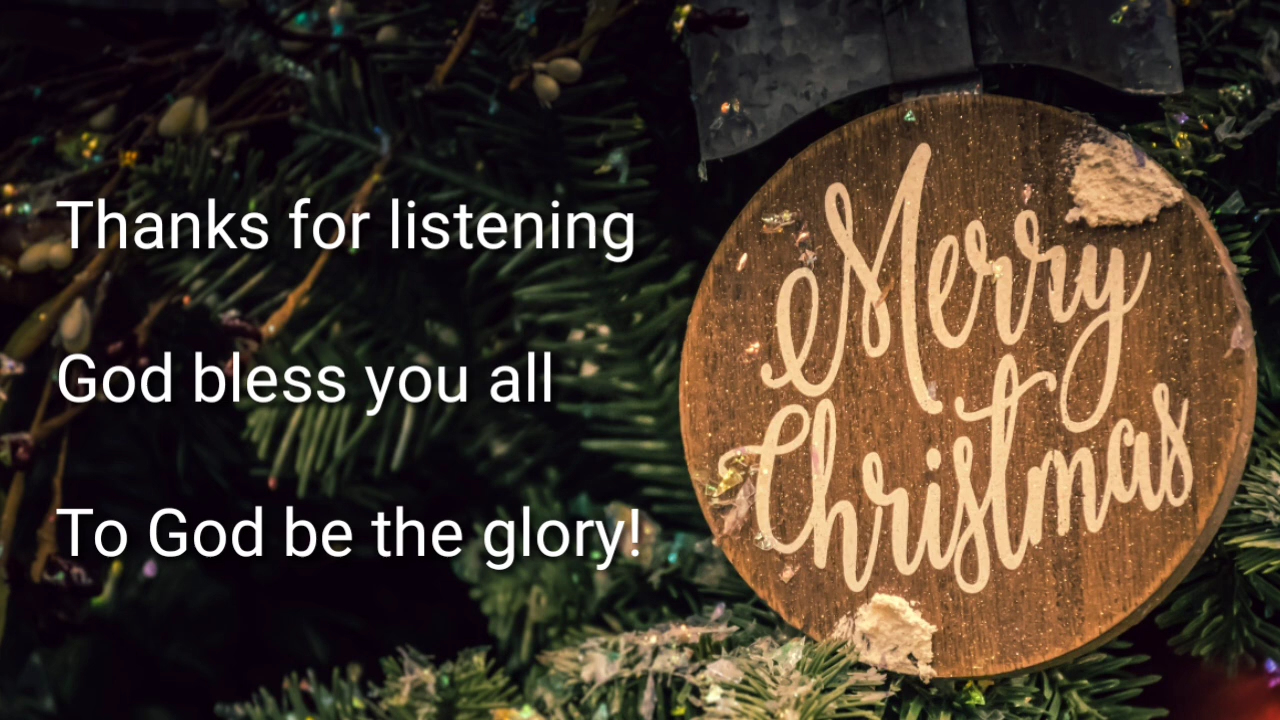 Thanks for listening
God bless you all
To God be the glory!
Merry
Christmas